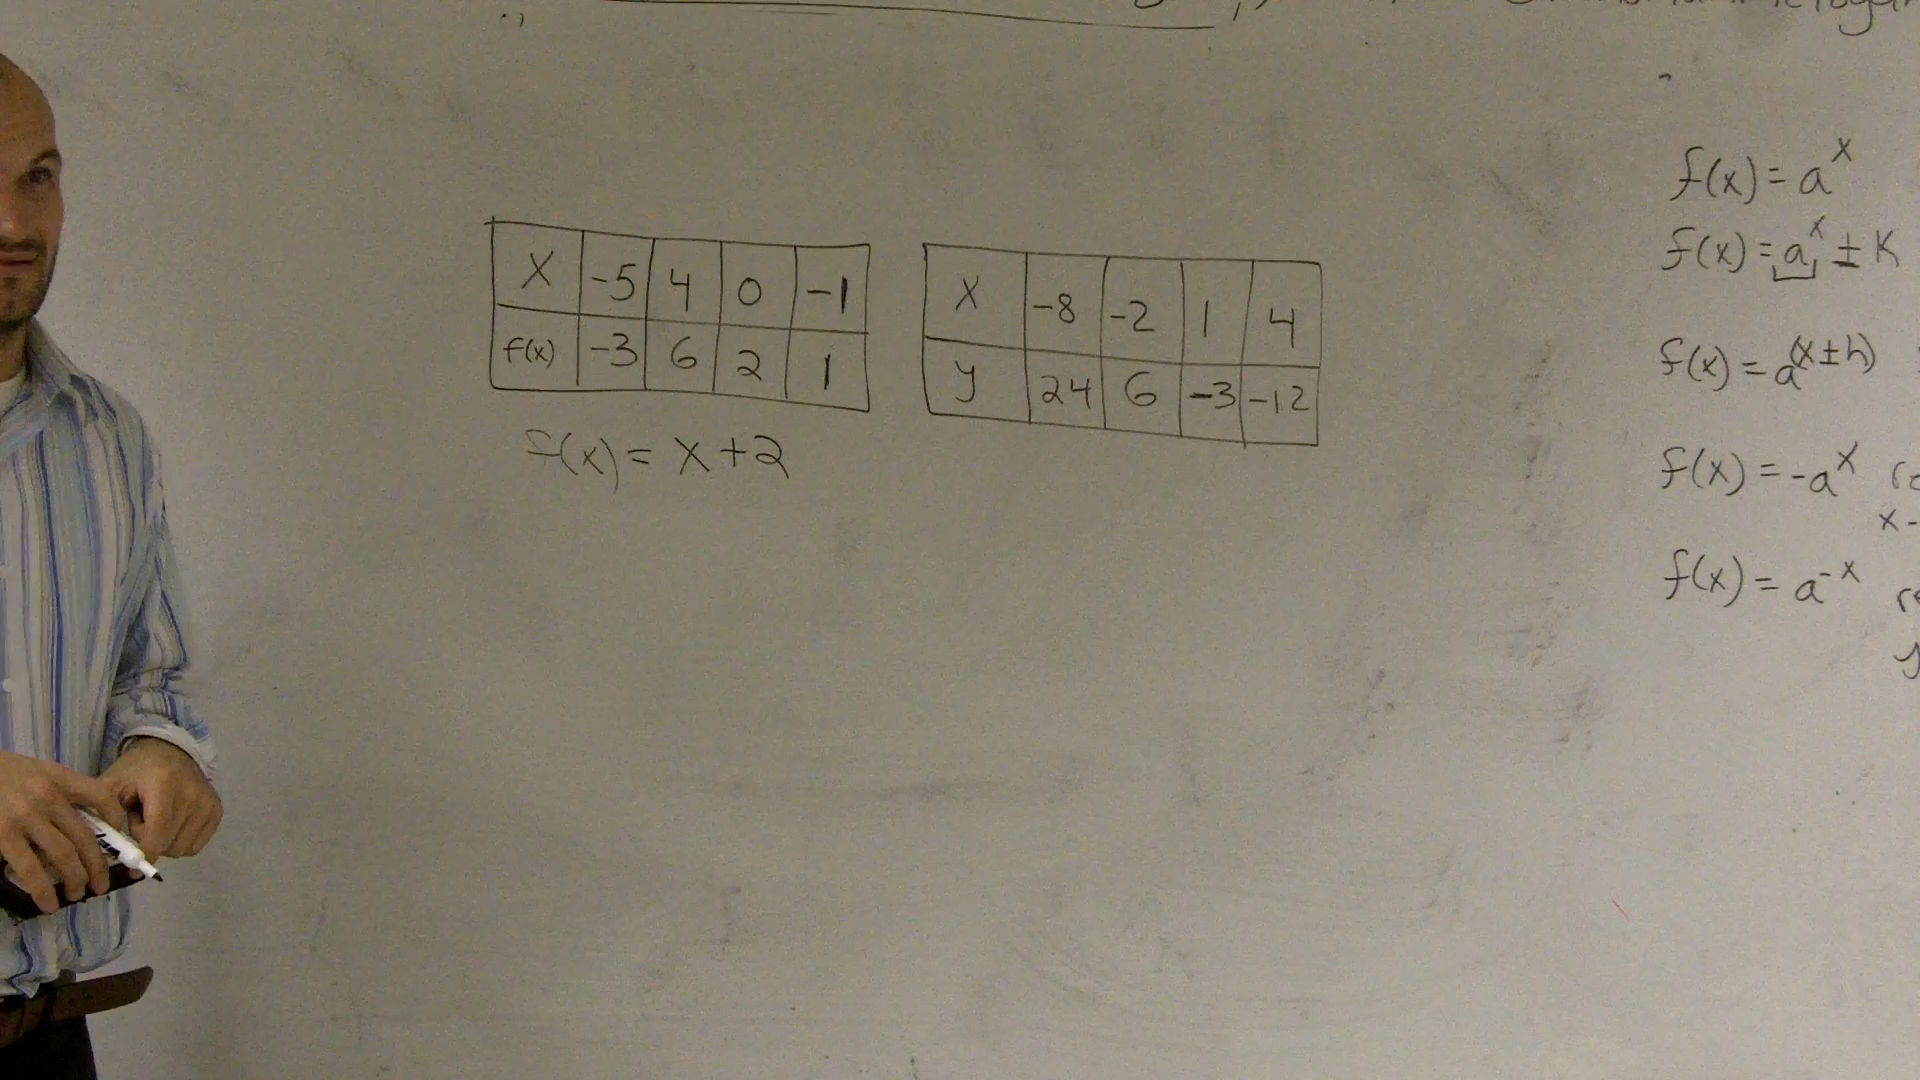 X -5 4 0 -1
f(x) -3 6 2 1
f(x) = x+2
X -8 -2 1 4
y 24 6 -3 -12
f(x) = a^x
f(x) = a^x ± K
f(x) = a^(x±h)
f(x) = -a^x
x-
f(x) = a^-x